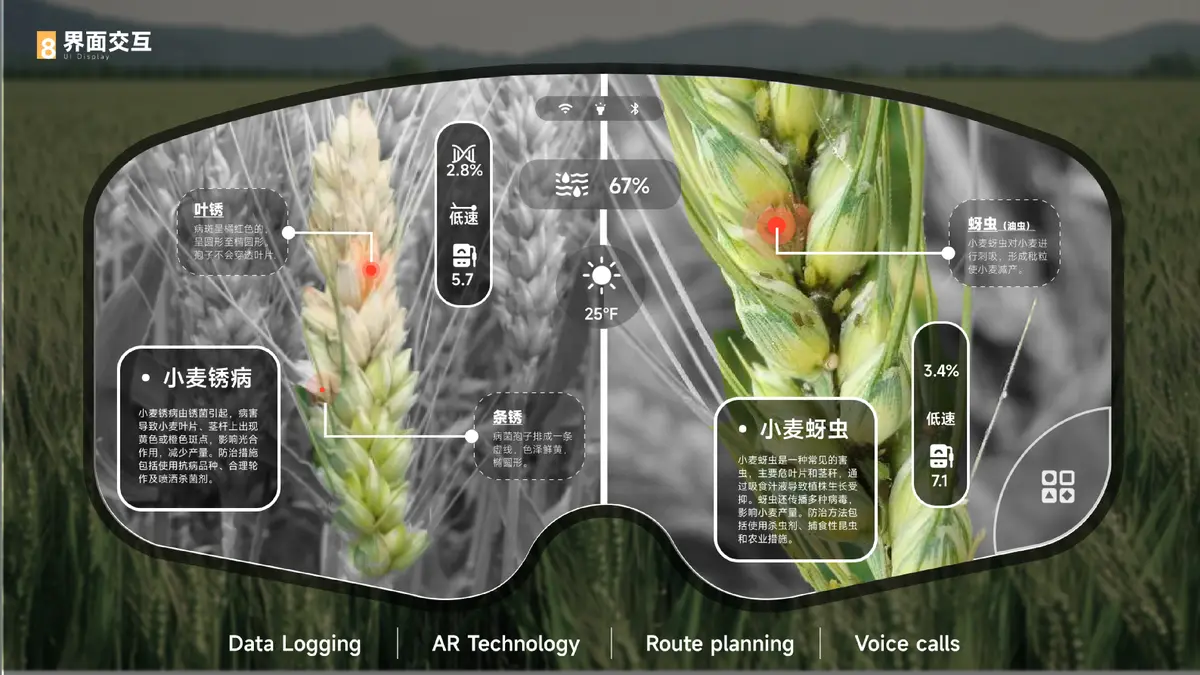 8 界面交互
UI Display
2.8%
低速
5.7
67%
25°F
叶锈
病斑是橘红色的，
呈圆形至椭圆形，
孢子不会穿透叶片。
小麦锈病
小麦锈病由锈菌引起，病害
导致小麦叶片、茎杆上出现
黄色或橙色斑点，影响光合
作用，减少产量。防治措施
包括使用抗病品种、合理轮
作及喷洒杀菌剂。
条锈
病菌孢子排成一条
虚线，色泽鲜黄，
椭圆形。
蚜虫（油虫）
小麦蚜虫对小麦进
行刺吸，形成秕粒
使小麦减产。
小麦蚜虫
小麦蚜虫是一种常见的害
虫，主要危叶片和茎秆，通
过吸食汁液导致植株生长受
抑。蚜虫还传播多种病毒，
影响小麦产量。防治方法包
括使用杀虫剂、捕食性昆虫
和农业措施。
3.4%
低速
7.1
Data Logging
AR Technology
Route planning
Voice calls